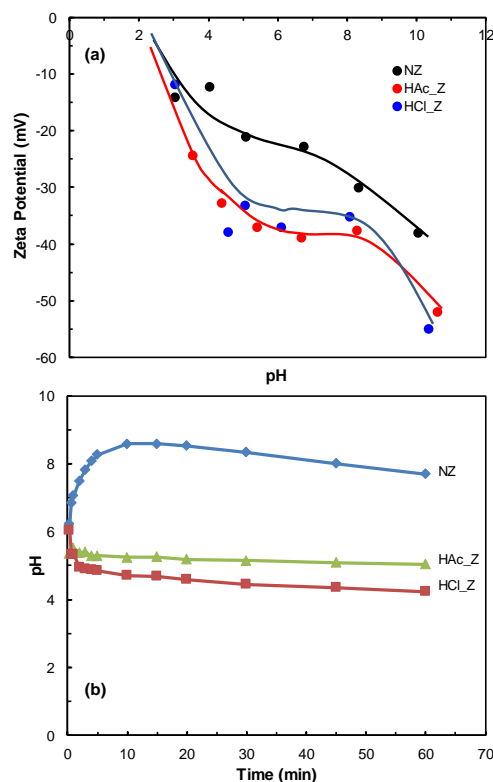 0 2 4 6 8 10 12
0
(a)
NZ
-10
HAc_Z
HCl_Z
-20
-30
-40
-50
-60
Zeta Potential (mV)
pH
10
8
6
4
2
0
NZ
HAc_Z
HCl_Z
pH
(b)
0 10 20 30 40 50 60 70
Time (min)